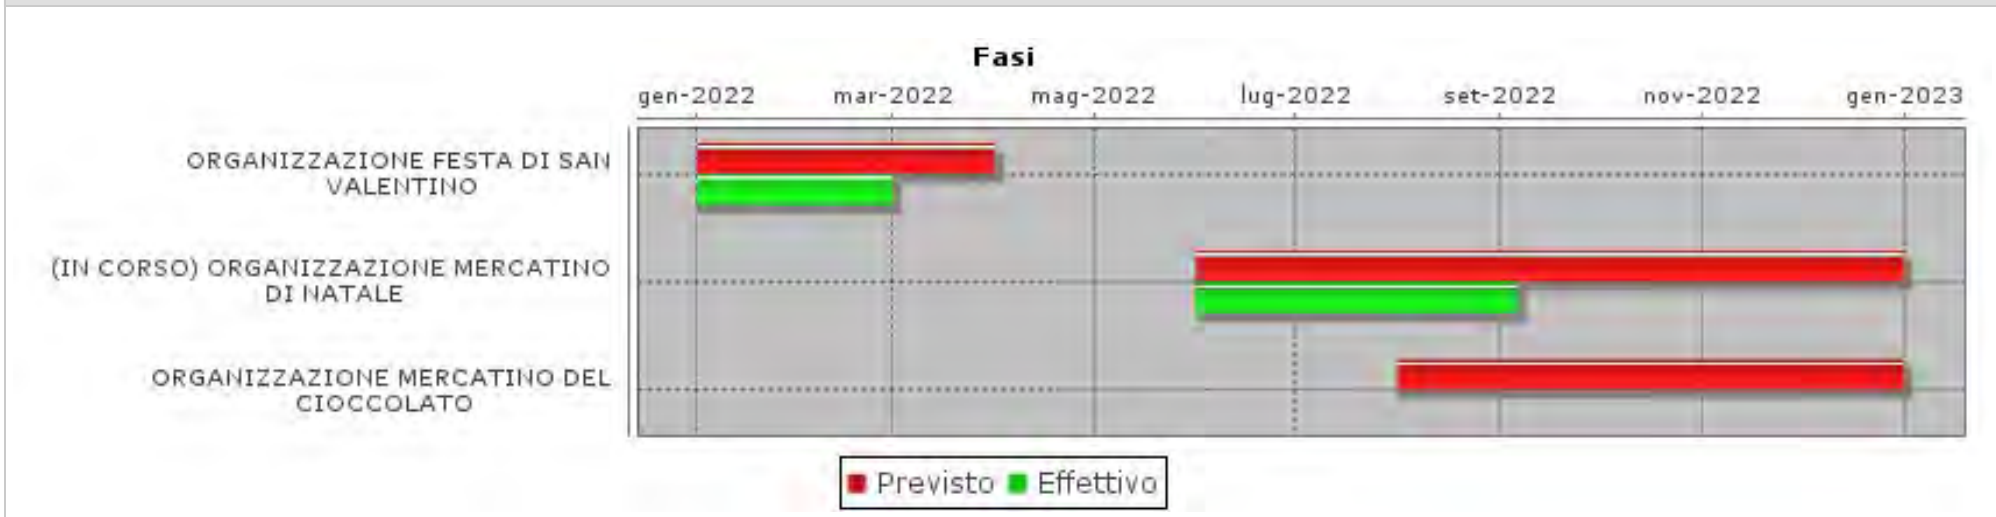 Fasi
gen-2022 mar-2022 mag-2022 lug-2022 set-2022 nov-2022 gen-2023
ORGANIZZAZIONE FESTA DI SAN
VALENTINO
(IN CORSO) ORGANIZZAZIONE MERCATINO
DI NATALE
ORGANIZZAZIONE MERCATINO DEL
CIOCCOLATO
Previsto Effettivo